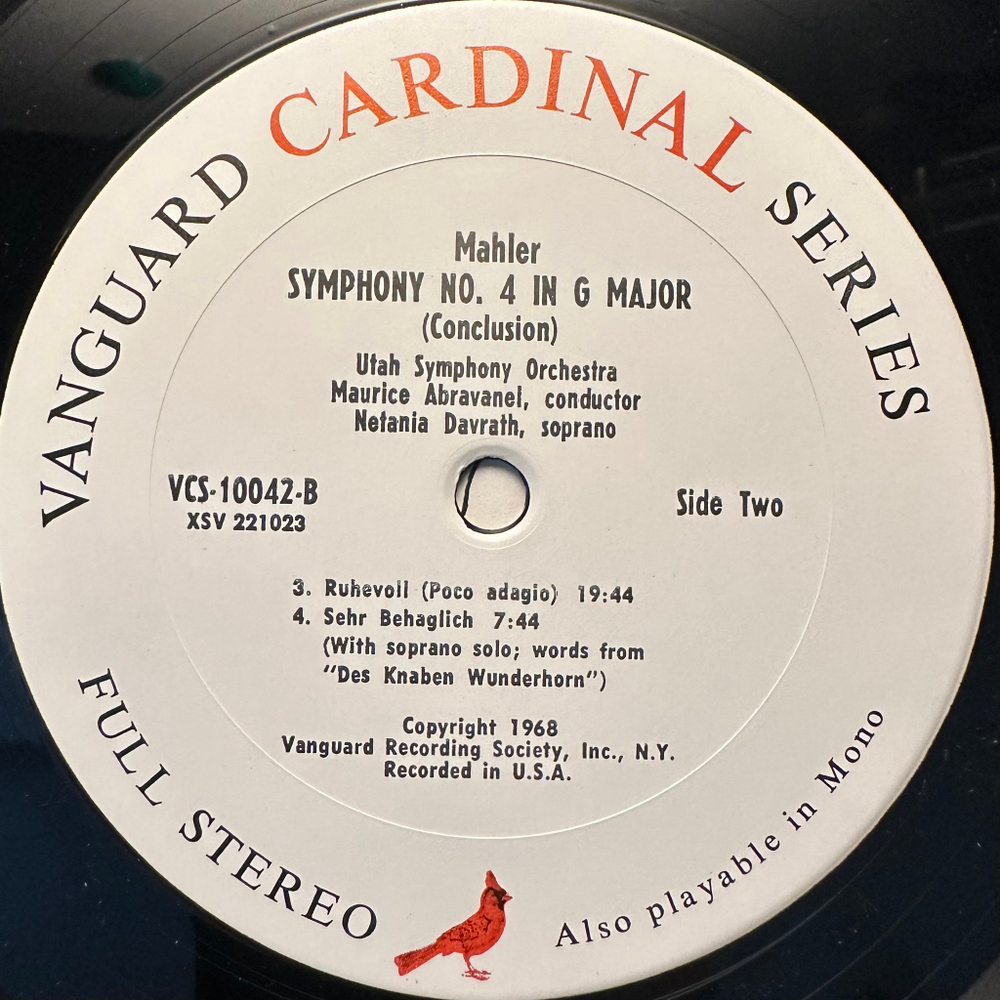 VANGUARD CARDINAL SERIES
Mahler
SYMPHONY NO. 4 IN G MAJOR
(Conclusion)
Utah Symphony Orchestra
Maurice Abravanel, conductor
Netania Davrath, soprano
VCS-10042-B
XSV 221023
Side Two
3. Ruhevoll (Poco adagio) 19:44
4. Sehr Behaglich 7:44
(With soprano solo; words from
"Des Knaben Wunderhorn")
Copyright 1968
Vanguard Recording Society, Inc., N.Y.
Recorded in U.S.A.
FULL STEREO
Also playable in Mono